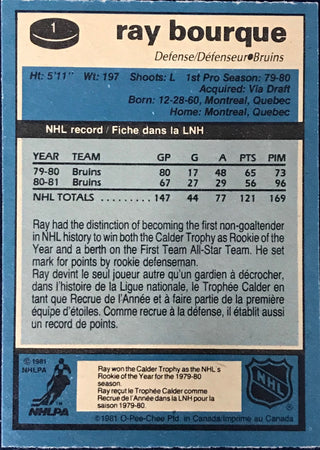 1
ray bourque
Defense/Défenseur•Bruins
Ht: 5'11" Wt: 197 Shoots: L 1st Pro Season: 79-80
Acquired: Via Draft
Born: 12-28-60, Montreal, Quebec
Home: Montreal, Quebec
NHL record / Fiche dans la LNH
YEAR TEAM GP G A PTS PIM
79-80 Bruins 80 17 48 65 73
80-81 Bruins 67 27 29 56 96
NHL TOTALS . . . . . . . . . 147 44 77 121 169
Ray had the distinction of becoming the first non-goaltender
in NHL history to win both the Calder Trophy as Rookie of the
Year and a berth on the First Team All-Star Team. He set
mark for points by rookie defenseman.
Ray devint le seul joueur autre qu'un gardien à décrocher,
dans l'histoire de la Ligue nationale, le Trophée Calder en
tant que Recrue de l'Année et à faire partie de la première
équipe d'étoiles. Comme recrue à la défense, il établit aussi
un record de points.
©1981
NHLPA
NHLPA
Ray won the Calder Trophy as the NHL's
Rookie of the Year for the
1979-80
season.
Ray reçut le Trophée Calder comme
Recrue de l'Année dans la LNH pour la
saison 1979-80.
NHL
©1981 O-Pee-Chee Ptd. in Canada/Imprimé au Canada